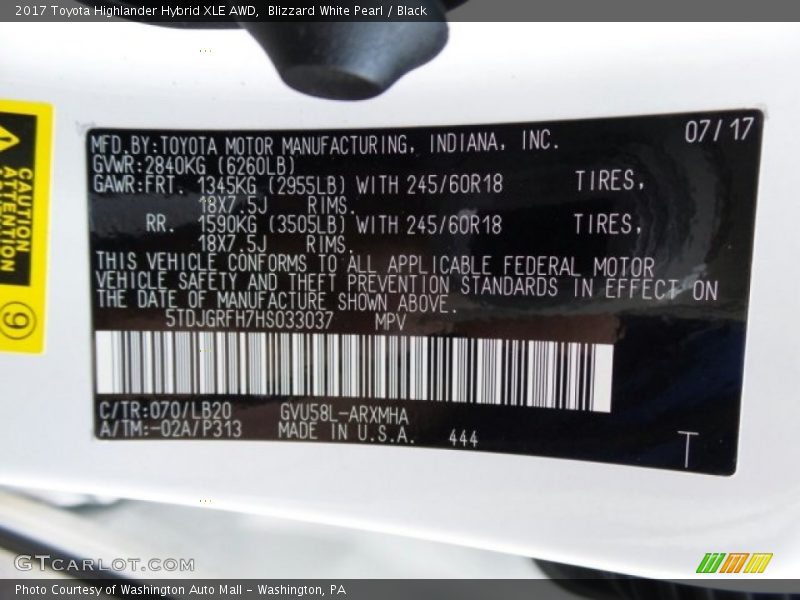 2017 Toyota Highlander Hybrid XLE AWD, Blizzard White Pearl / Black
CAUTION
ATTENTION
9
07/17
MFD.BY:TOYOTA MOTOR MANUFACTURING, INDIANA, INC.
GVWR:2840KG (6260LB)
GAWR:FRT. 1345KG (2955LB) WITH 245/60R18 TIRES,
18X7.5J RIMS.
RR. 1590KG (3505LB) WITH 245/60R18 TIRES,
18X7.5J RIMS.
THIS VEHICLE CONFORMS TO ALL APPLICABLE FEDERAL MOTOR
VEHICLE SAFETY AND THEFT PREVENTION STANDARDS IN EFFECT ON
THE DATE OF MANUFACTURE SHOWN ABOVE.
5TDJGRFH7HS033037 MPV
C/TR:070/LB20 GVU58L-ARXMHA
A/TM:-02A/P313 MADE IN U.S.A. 444
T
GTCARLOT.COM
Photo Courtesy of Washington Auto Mall - Washington, PA